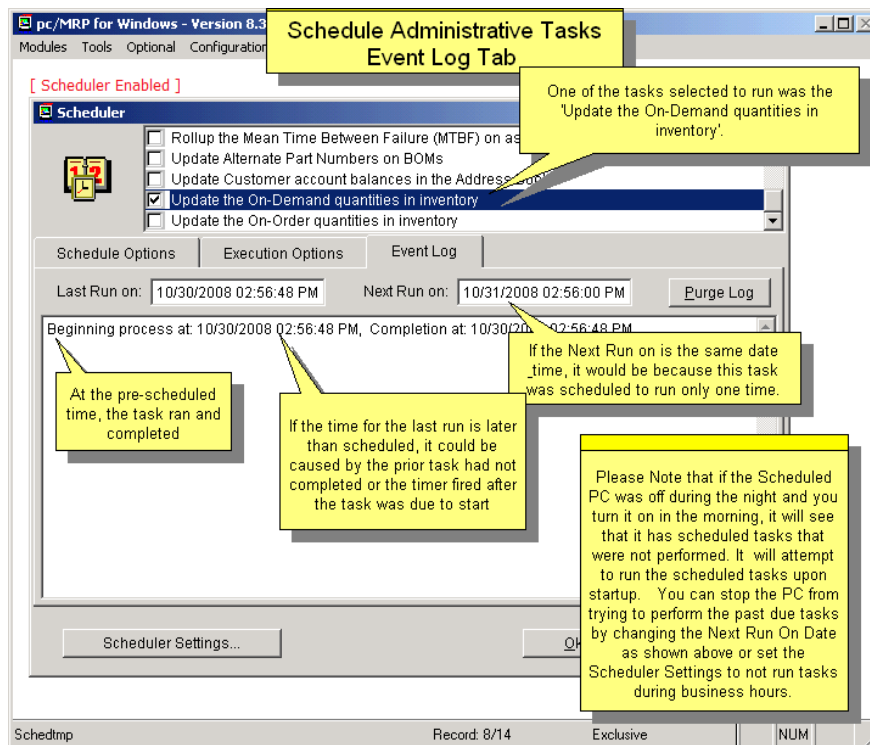 pc/MRP for Windows - Version 8.3
Schedule Administrative Tasks
Event Log Tab
Modules Tools Optional Configuration
[ Scheduler Enabled ]
One of the tasks selected to run was the
'Update the On-Demand quantities in
inventory'.
Scheduler
Rollup the Mean Time Between Failure (MTBF) on as
Update Alternate Part Numbers on BOMs
Update Customer account balances in the Address
Update the On-Demand quantities in inventory
Update the On-Order quantities in inventory
Schedule Options Execution Options Event Log
Last Run on: 10/30/2008 02:56:48 PM Next Run on: 10/31/2008 02:56:00 PM Purge Log
Beginning process at: 10/30/2008 02:56:48 PM, Completion at: 10/30/2008 02:56:48 PM
If the Next Run on is the same date
_time, it would be because this task
was scheduled to run only one time.
At the pre-scheduled
time, the task ran and
completed
If the time for the last run is later
than scheduled, it could be
caused by the prior task had not
completed or the timer fired after
the task was due to start
Please Note that if the Scheduled
PC was off during the night and you
turn it on in the morning, it will see
that it has scheduled tasks that
were not performed. It will attempt
to run the scheduled tasks upon
startup. You can stop the PC from
trying to perform the past due tasks
by changing the Next Run On Date
as shown above or set the
Scheduler Settings to not run tasks
during business hours.
Scheduler Settings... Ok
Schedtmp Record: 8/14 Exclusive NUM